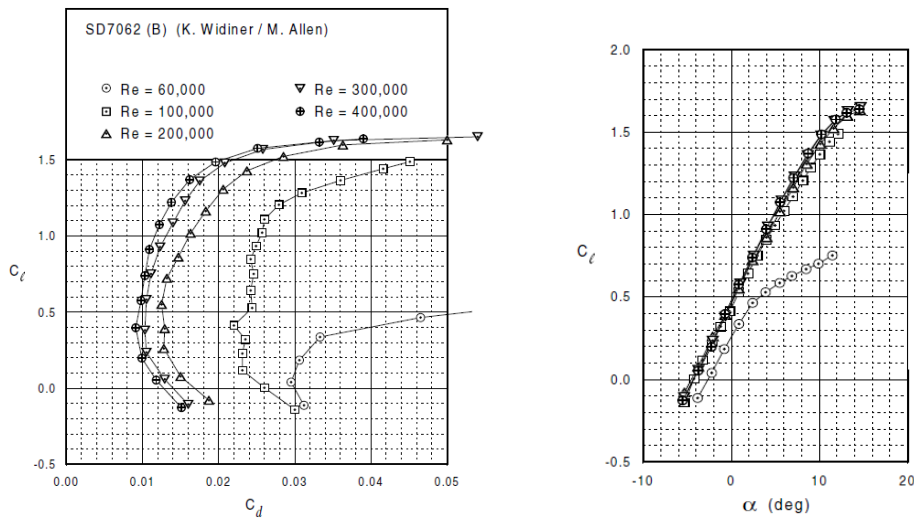 SD7062 (B) (K. Widiner / M. Allen)
Re = 60,000
Re = 300,000
Re = 100,000
Re = 400,000
Re = 200,000
1.5
1.0
C_ℓ
0.5
0.0
-0.5
0.00
0.01
0.02
0.03
0.04
0.05
C_d
2.0
1.5
1.0
C_ℓ
0.5
0.0
-0.5
-10
0
10
20
α (deg)